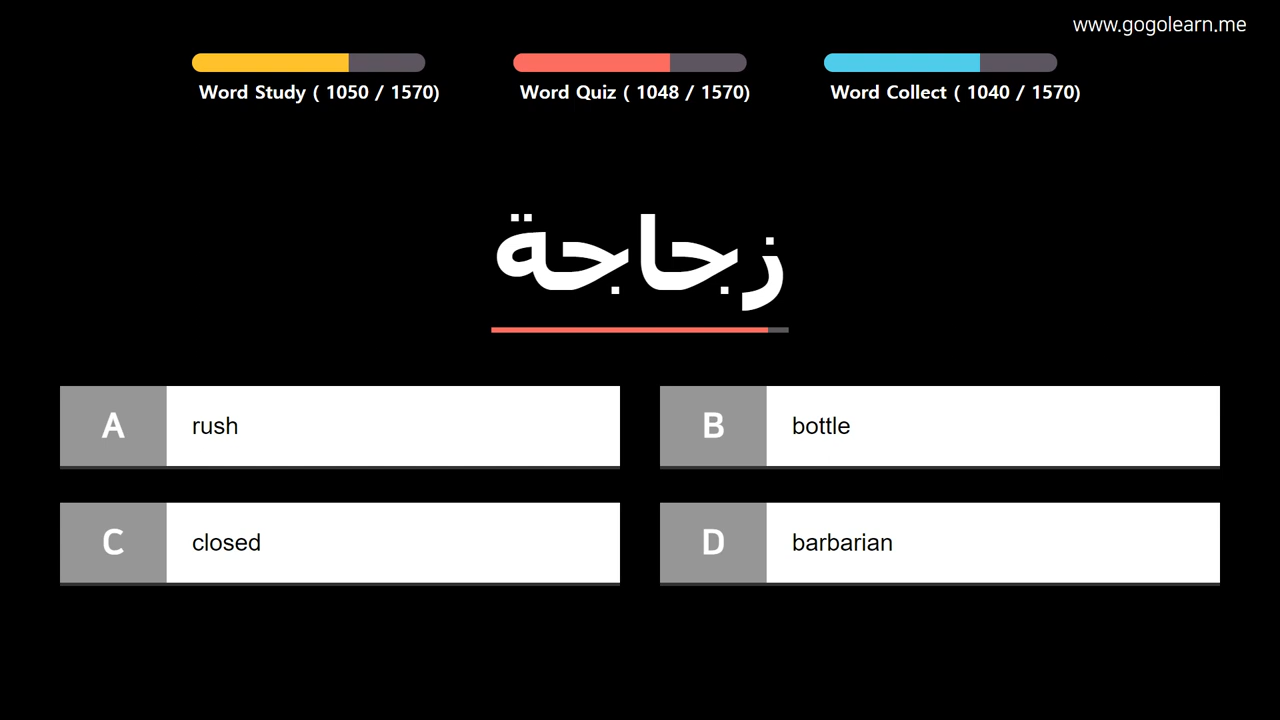 www.gogolearn.me
Word Study ( 1050 / 1570)
Word Quiz ( 1048 / 1570)
Word Collect ( 1040 / 1570)
زجاجة
A rush
B bottle
C closed
D barbarian